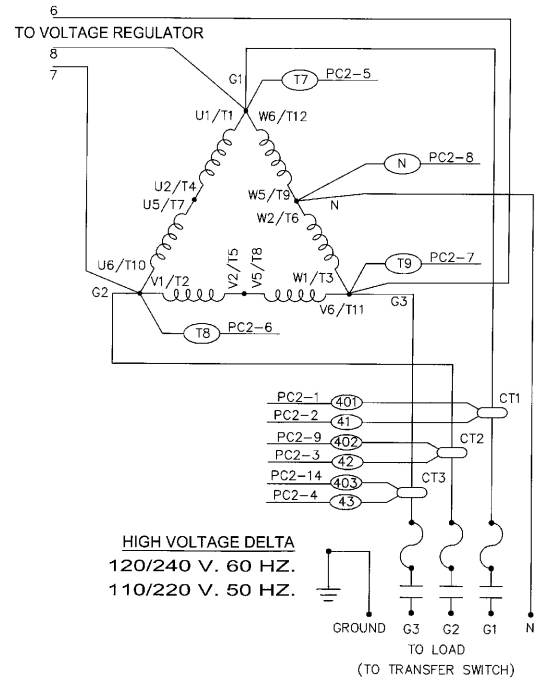 6
TO VOLTAGE REGULATOR
8
7
G1
T7 PC2-5
U1/T1 W6/T12
N PC2-8
U2/T4 W5/T9 N
U5/T7 W2/T6
T9 PC2-7
U6/T10 V2/T5 V5/T8 W1/T3
V1/T2 V6/T11
G2 G3
T8 PC2-6
PC2-1 401 CT1
PC2-2 41
PC2-9 402 CT2
PC2-3 42
PC2-14 403 CT3
PC2-4 43
HIGH VOLTAGE DELTA
120/240 V. 60 HZ.
110/220 V. 50 HZ.
GROUND G3 G2 G1 N
TO LOAD
(TO TRANSFER SWITCH)